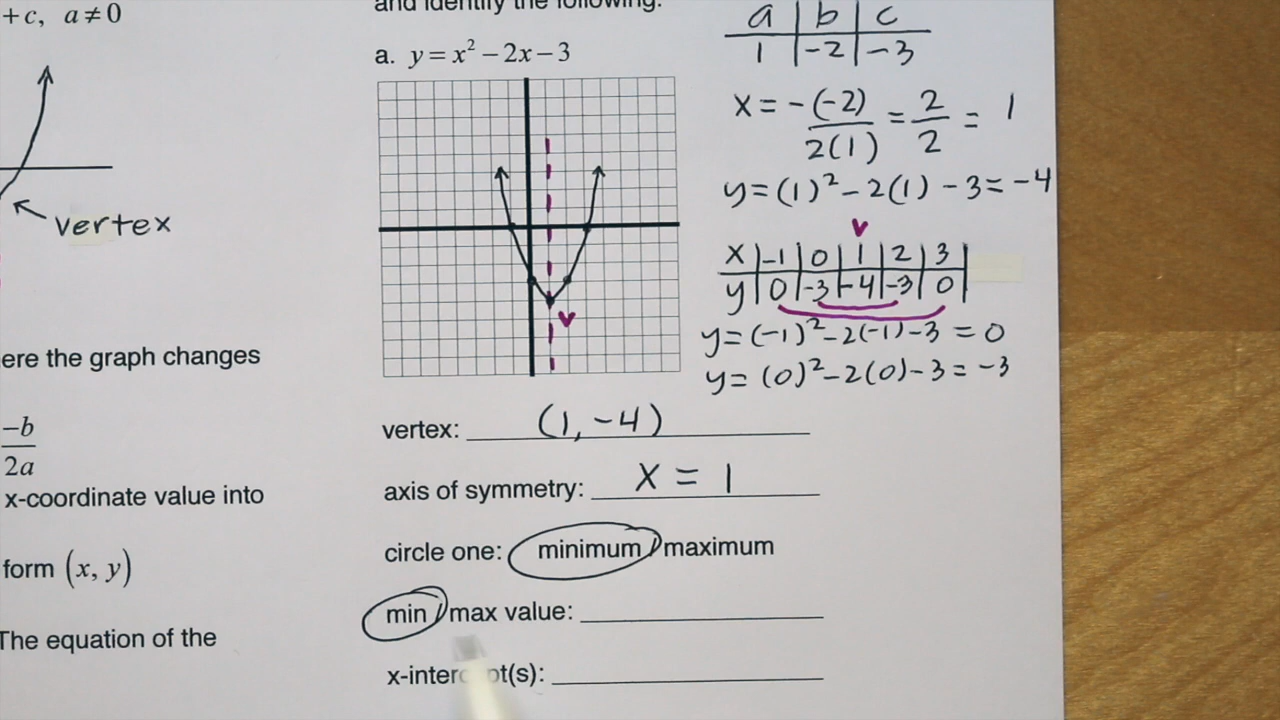 +c, a≠0
vertex
ere the graph changes
-b
2a
x-coordinate value into
form (x, y)
The equation of the
and identify the following:
a. y = x² − 2x − 3
v
vertex: (1, -4)
axis of symmetry: x = 1
circle one: minimum / maximum
min / max value:
x-intercept(s):
a | b | c
1 | -2 | -3
x = -(-2) / 2(1) = 2/2 = 1
y = (1)² - 2(1) - 3 = -4
v
x | -1 | 0 | 1 | 2 | 3 |
y | 0 | -3 | -4 | -3 | 0 |
y = (-1)² - 2(-1) - 3 = 0
y = (0)² - 2(0) - 3 = -3